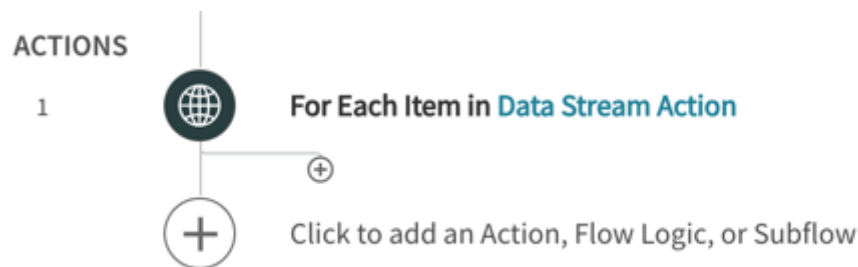 ACTIONS
1 For Each Item in Data Stream Action
Click to add an Action, Flow Logic, or Subflow